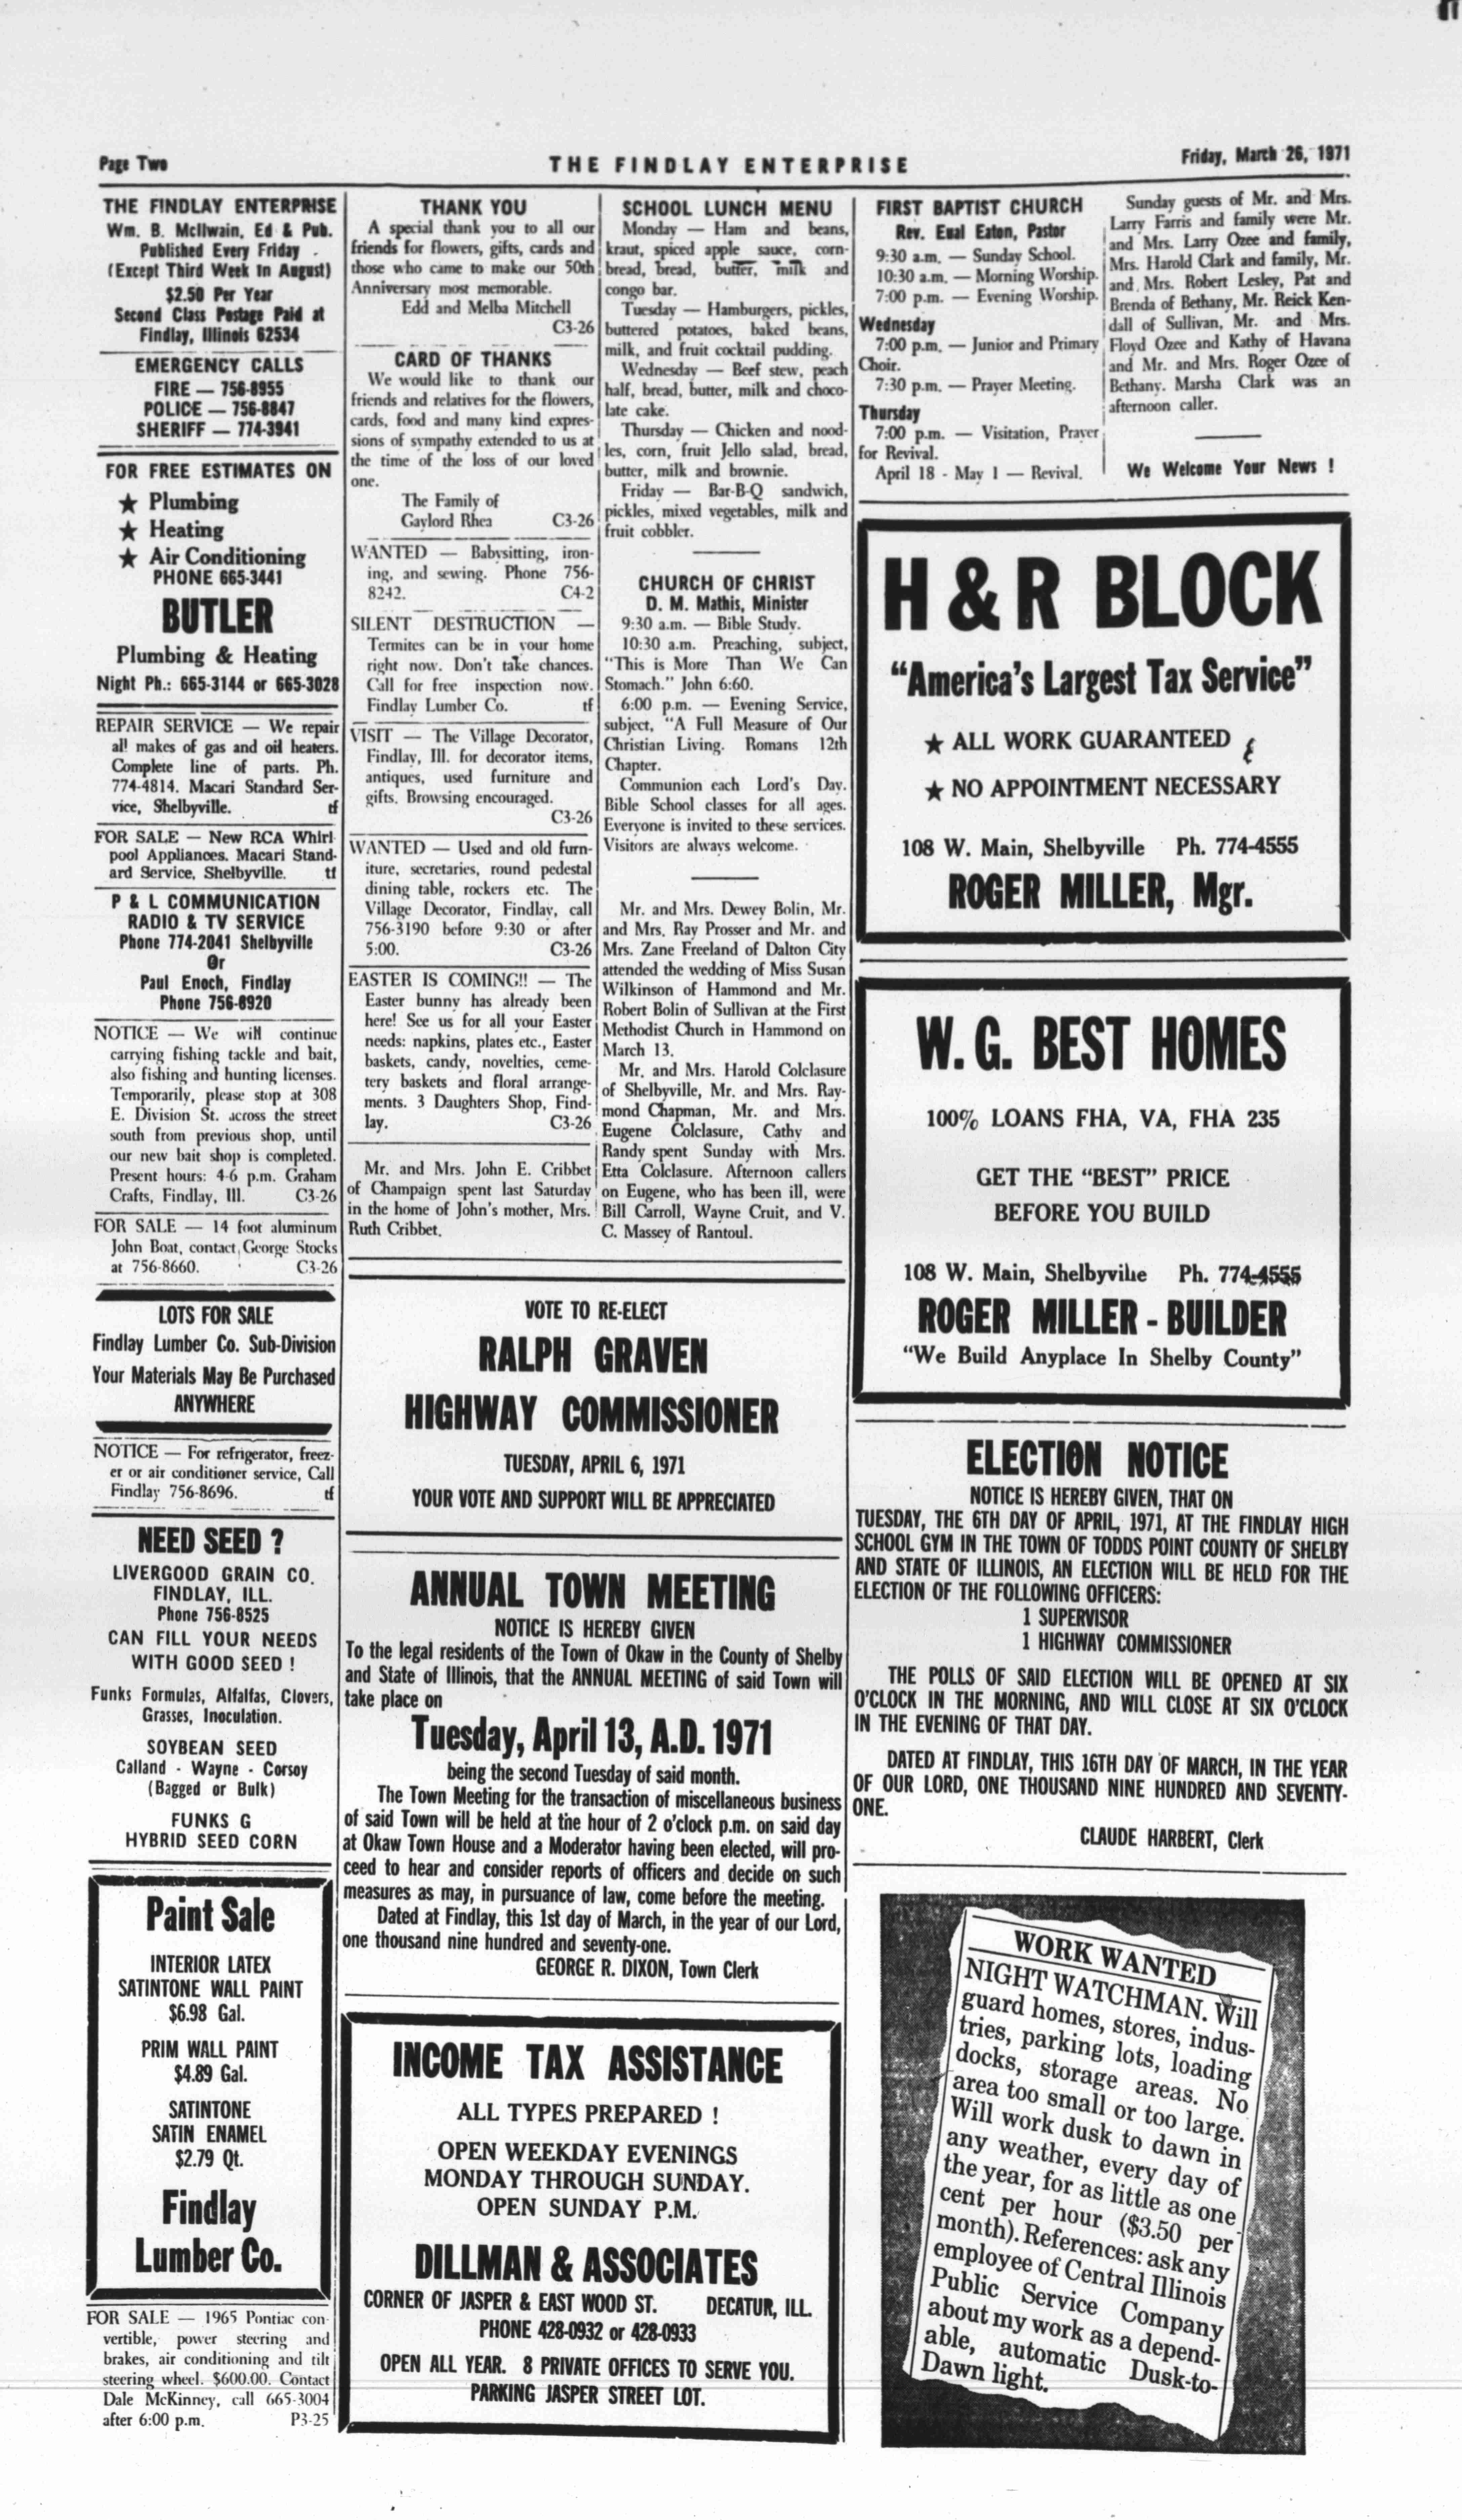 Page Two
THE FINDLAY ENTERPRISE
Friday, March 26, 1971
THE FINDLAY ENTERPRISE
Wm. B. McIlwain, Ed & Pub.
Published Every Friday
(Except Third Week In August)
$2.50 Per Year
Second Class Postage Paid at
Findlay, Illinois 62534
EMERGENCY CALLS
FIRE — 756-8955
POLICE — 756-8847
SHERIFF — 774-3941
FOR FREE ESTIMATES ON
★ Plumbing
★ Heating
★ Air Conditioning
PHONE 665-3441
BUTLER
Plumbing & Heating
Night Ph.: 665-3144 or 665-3028
REPAIR SERVICE — We repair
all makes of gas and oil heaters.
Complete line of parts. Ph.
774-4814. Macari Standard Ser-
vice, Shelbyville. tf
FOR SALE — New RCA Whirl
pool Appliances. Macari Stand-
ard Service, Shelbyville. tf
P & L COMMUNICATION
RADIO & TV SERVICE
Phone 774-2041 Shelbyville
Or
Paul Enoch, Findlay
Phone 756-8920
NOTICE — We will continue
carrying fishing tackle and bait,
also fishing and hunting licenses.
Temporarily, please stop at 308
E. Division St. across the street
south from previous shop, until
our new bait shop is completed.
Present hours: 4-6 p.m. Graham
Crafts, Findlay, Ill. C3-26
FOR SALE — 14 foot aluminum
John Boat, contact George Stocks
at 756-8660. C3-26
LOTS FOR SALE
Findlay Lumber Co. Sub-Division
Your Materials May Be Purchased
ANYWHERE
NOTICE — For refrigerator, freez-
er or air conditioner service, Call
Findlay 756-8696. tf
NEED SEED ?
LIVERGOOD GRAIN CO.
FINDLAY, ILL.
Phone 756-8525
CAN FILL YOUR NEEDS
WITH GOOD SEED !
Funks Formulas, Alfalfas, Clovers,
Grasses, Inoculation.
SOYBEAN SEED
Calland - Wayne - Corsoy
(Bagged or Bulk)
FUNKS G
HYBRID SEED CORN
Paint Sale
INTERIOR LATEX
SATINTONE WALL PAINT
$6.98 Gal.
PRIM WALL PAINT
$4.89 Gal.
SATINTONE
SATIN ENAMEL
$2.79 Qt.
Findlay
Lumber Co.
FOR SALE — 1965 Pontiac con-
vertible, power steering and
brakes, air conditioning and tilt
steering wheel. $600.00. Contact
Dale McKinney, call 665-3004
after 6:00 p.m. P3-25
THANK YOU
A special thank you to all our
friends for flowers, gifts, cards and
those who came to make our 50th
Anniversary most memorable.
Edd and Melba Mitchell
C3-26
CARD OF THANKS
We would like to thank our
friends and relatives for the flowers,
cards, food and many kind expres-
sions of sympathy extended to us at
the time of the loss of our loved
one.
The Family of
Gaylord Rhea C3-26
WANTED — Babysitting, iron-
ing, and sewing. Phone 756-
8242. C4-2
SILENT DESTRUCTION —
Termites can be in your home
right now. Don't take chances.
Call for free inspection now.
Findlay Lumber Co. tf
VISIT — The Village Decorator,
Findlay, Ill. for decorator items,
antiques, used furniture and
gifts. Browsing encouraged.
C3-26
WANTED — Used and old furn-
iture, secretaries, round pedestal
dining table, rockers etc. The
Village Decorator, Findlay, call
756-3190 before 9:30 or after
5:00. C3-26
EASTER IS COMING!! — The
Easter bunny has already been
here! See us for all your Easter
needs: napkins, plates etc., Easter
baskets, candy, novelties, ceme-
tery baskets and floral arrange-
ments. 3 Daughters Shop, Find-
lay. C3-26
Mr. and Mrs. John E. Cribbet
of Champaign spent last Saturday
in the home of John's mother, Mrs.
Ruth Cribbet.
SCHOOL LUNCH MENU
Monday — Ham and beans,
kraut, spiced apple sauce, corn-
bread, bread, butter, milk and
congo bar.
Tuesday — Hamburgers, pickles,
buttered potatoes, baked beans,
milk, and fruit cocktail pudding.
Wednesday — Beef stew, peach
half, bread, butter, milk and choco-
late cake.
Thursday — Chicken and nood-
les, corn, fruit Jello salad, bread,
butter, milk and brownie.
Friday — Bar-B-Q sandwich,
pickles, mixed vegetables, milk and
fruit cobbler.
CHURCH OF CHRIST
D. M. Mathis, Minister
9:30 a.m. — Bible Study.
10:30 a.m. Preaching, subject,
"This is More Than We Can
Stomach." John 6:60.
6:00 p.m. — Evening Service,
subject, "A Full Measure of Our
Christian Living. Romans 12th
Chapter.
Communion each Lord's Day.
Bible School classes for all ages.
Everyone is invited to these services.
Visitors are always welcome.
Mr. and Mrs. Dewey Bolin, Mr.
and Mrs. Ray Prosser and Mr. and
Mrs. Zane Freeland of Dalton City
attended the wedding of Miss Susan
Wilkinson of Hammond and Mr.
Robert Bolin of Sullivan at the First
Methodist Church in Hammond on
March 13.
Mr. and Mrs. Harold Colclasure
of Shelbyville, Mr. and Mrs. Ray-
mond Chapman, Mr. and Mrs.
Eugene Colclasure, Cathy and
Randy spent Sunday with Mrs.
Etta Colclasure. Afternoon callers
on Eugene, who has been ill, were
Bill Carroll, Wayne Cruit, and V.
C. Massey of Rantoul.
VOTE TO RE-ELECT
RALPH GRAVEN
HIGHWAY COMMISSIONER
TUESDAY, APRIL 6, 1971
YOUR VOTE AND SUPPORT WILL BE APPRECIATED
ANNUAL TOWN MEETING
NOTICE IS HEREBY GIVEN
To the legal residents of the Town of Okaw in the County of Shelby
and State of Illinois, that the ANNUAL MEETING of said Town will
take place on
Tuesday, April 13, A.D. 1971
being the second Tuesday of said month.
The Town Meeting for the transaction of miscellaneous business
of said Town will be held at the hour of 2 o'clock p.m. on said day
at Okaw Town House and a Moderator having been elected, will pro-
ceed to hear and consider reports of officers and decide on such
measures as may, in pursuance of law, come before the meeting.
Dated at Findlay, this 1st day of March, in the year of our Lord,
one thousand nine hundred and seventy-one.
GEORGE R. DIXON, Town Clerk
INCOME TAX ASSISTANCE
ALL TYPES PREPARED !
OPEN WEEKDAY EVENINGS
MONDAY THROUGH SUNDAY.
OPEN SUNDAY P.M.
DILLMAN & ASSOCIATES
CORNER OF JASPER & EAST WOOD ST. DECATUR, ILL.
PHONE 428-0932 or 428-0933
OPEN ALL YEAR. 8 PRIVATE OFFICES TO SERVE YOU.
PARKING JASPER STREET LOT.
FIRST BAPTIST CHURCH
Rev. Eual Eaton, Pastor
9:30 a.m. — Sunday School.
10:30 a.m. — Morning Worship.
7:00 p.m. — Evening Worship.
Wednesday
7:00 p.m. — Junior and Primary
Choir.
7:30 p.m. — Prayer Meeting.
Thursday
7:00 p.m. — Visitation, Prayer
for Revival.
April 18 - May 1 — Revival.
Sunday guests of Mr. and Mrs.
Larry Farris and family were Mr.
and Mrs. Larry Ozee and family,
Mrs. Harold Clark and family, Mr.
and Mrs. Robert Lesley, Pat and
Brenda of Bethany, Mr. Reick Ken-
dall of Sullivan, Mr. and Mrs.
Floyd Ozee and Kathy of Havana
and Mr. and Mrs. Roger Ozee of
Bethany. Marsha Clark was an
afternoon caller.
We Welcome Your News !
H & R BLOCK
"America's Largest Tax Service"
★ ALL WORK GUARANTEED
★ NO APPOINTMENT NECESSARY
108 W. Main, Shelbyville Ph. 774-4555
ROGER MILLER, Mgr.
W. G. BEST HOMES
100% LOANS FHA, VA, FHA 235
GET THE "BEST" PRICE
BEFORE YOU BUILD
108 W. Main, Shelbyville Ph. 774-4555
ROGER MILLER - BUILDER
"We Build Anyplace In Shelby County"
ELECTION NOTICE
NOTICE IS HEREBY GIVEN, THAT ON
TUESDAY, THE 6TH DAY OF APRIL, 1971, AT THE FINDLAY HIGH
SCHOOL GYM IN THE TOWN OF TODDS POINT COUNTY OF SHELBY
AND STATE OF ILLINOIS, AN ELECTION WILL BE HELD FOR THE
ELECTION OF THE FOLLOWING OFFICERS:
1 SUPERVISOR
1 HIGHWAY COMMISSIONER
THE POLLS OF SAID ELECTION WILL BE OPENED AT SIX
O'CLOCK IN THE MORNING, AND WILL CLOSE AT SIX O'CLOCK
IN THE EVENING OF THAT DAY.
DATED AT FINDLAY, THIS 16TH DAY OF MARCH, IN THE YEAR
OF OUR LORD, ONE THOUSAND NINE HUNDRED AND SEVENTY-
ONE.
CLAUDE HARBERT, Clerk
WORK WANTED
NIGHT WATCHMAN. Will
guard homes, stores, indus-
tries, parking lots, loading
docks, storage areas. No
area too small or too large.
Will work dusk to dawn in
any weather, every day of
the year, for as little as one
cent per hour ($3.50 per
month). References: ask any
employee of Central Illinois
Public Service Company
about my work as a depend-
able, automatic Dusk-to-
Dawn light.